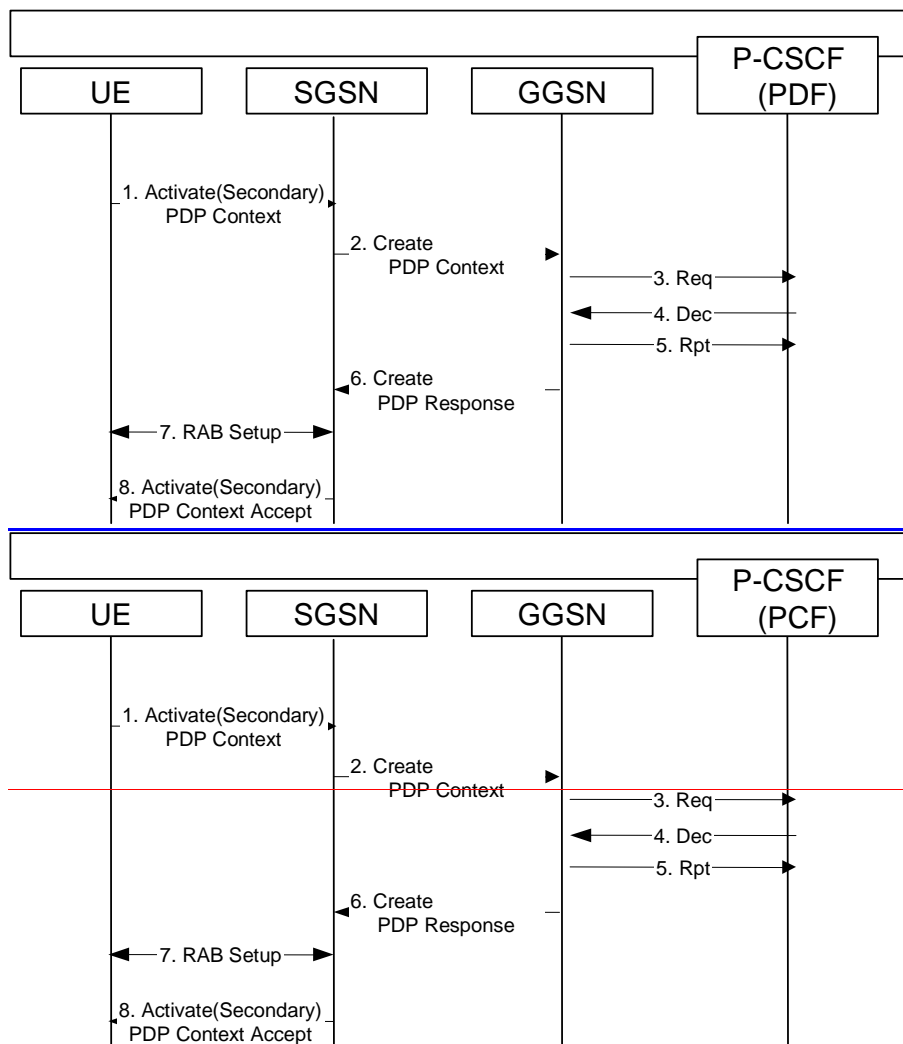 P-CSCF
(PDF)
UE
SGSN
GGSN
1. Activate(Secondary)
PDP Context
2. Create
PDP Context
3. Req
4. Dec
5. Rpt
6. Create
PDP Response
7. RAB Setup
8. Activate(Secondary)
PDP Context Accept
P-CSCF
(PCF)
UE
SGSN
GGSN
1. Activate(Secondary)
PDP Context
2. Create
PDP Context
3. Req
4. Dec
5. Rpt
6. Create
PDP Response
7. RAB Setup
8. Activate(Secondary)
PDP Context Accept